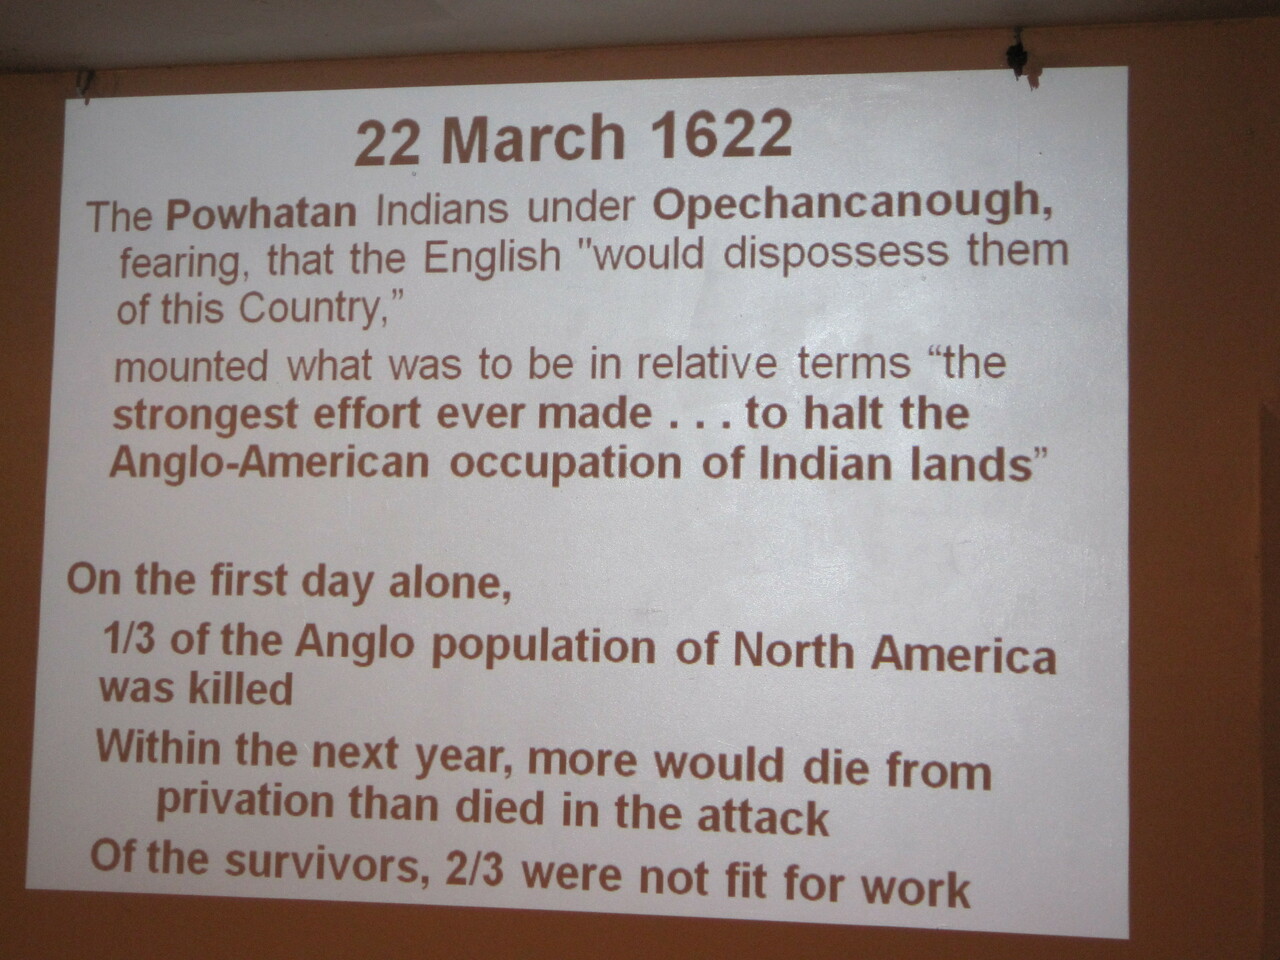 22 March 1622
The Powhatan Indians under Opechancanough,
fearing, that the English "would dispossess them
of this Country,”
mounted what was to be in relative terms “the
strongest effort ever made . . . to halt the
Anglo-American occupation of Indian lands”
On the first day alone,
1/3 of the Anglo population of North America
was killed
Within the next year, more would die from
privation than died in the attack
Of the survivors, 2/3 were not fit for work